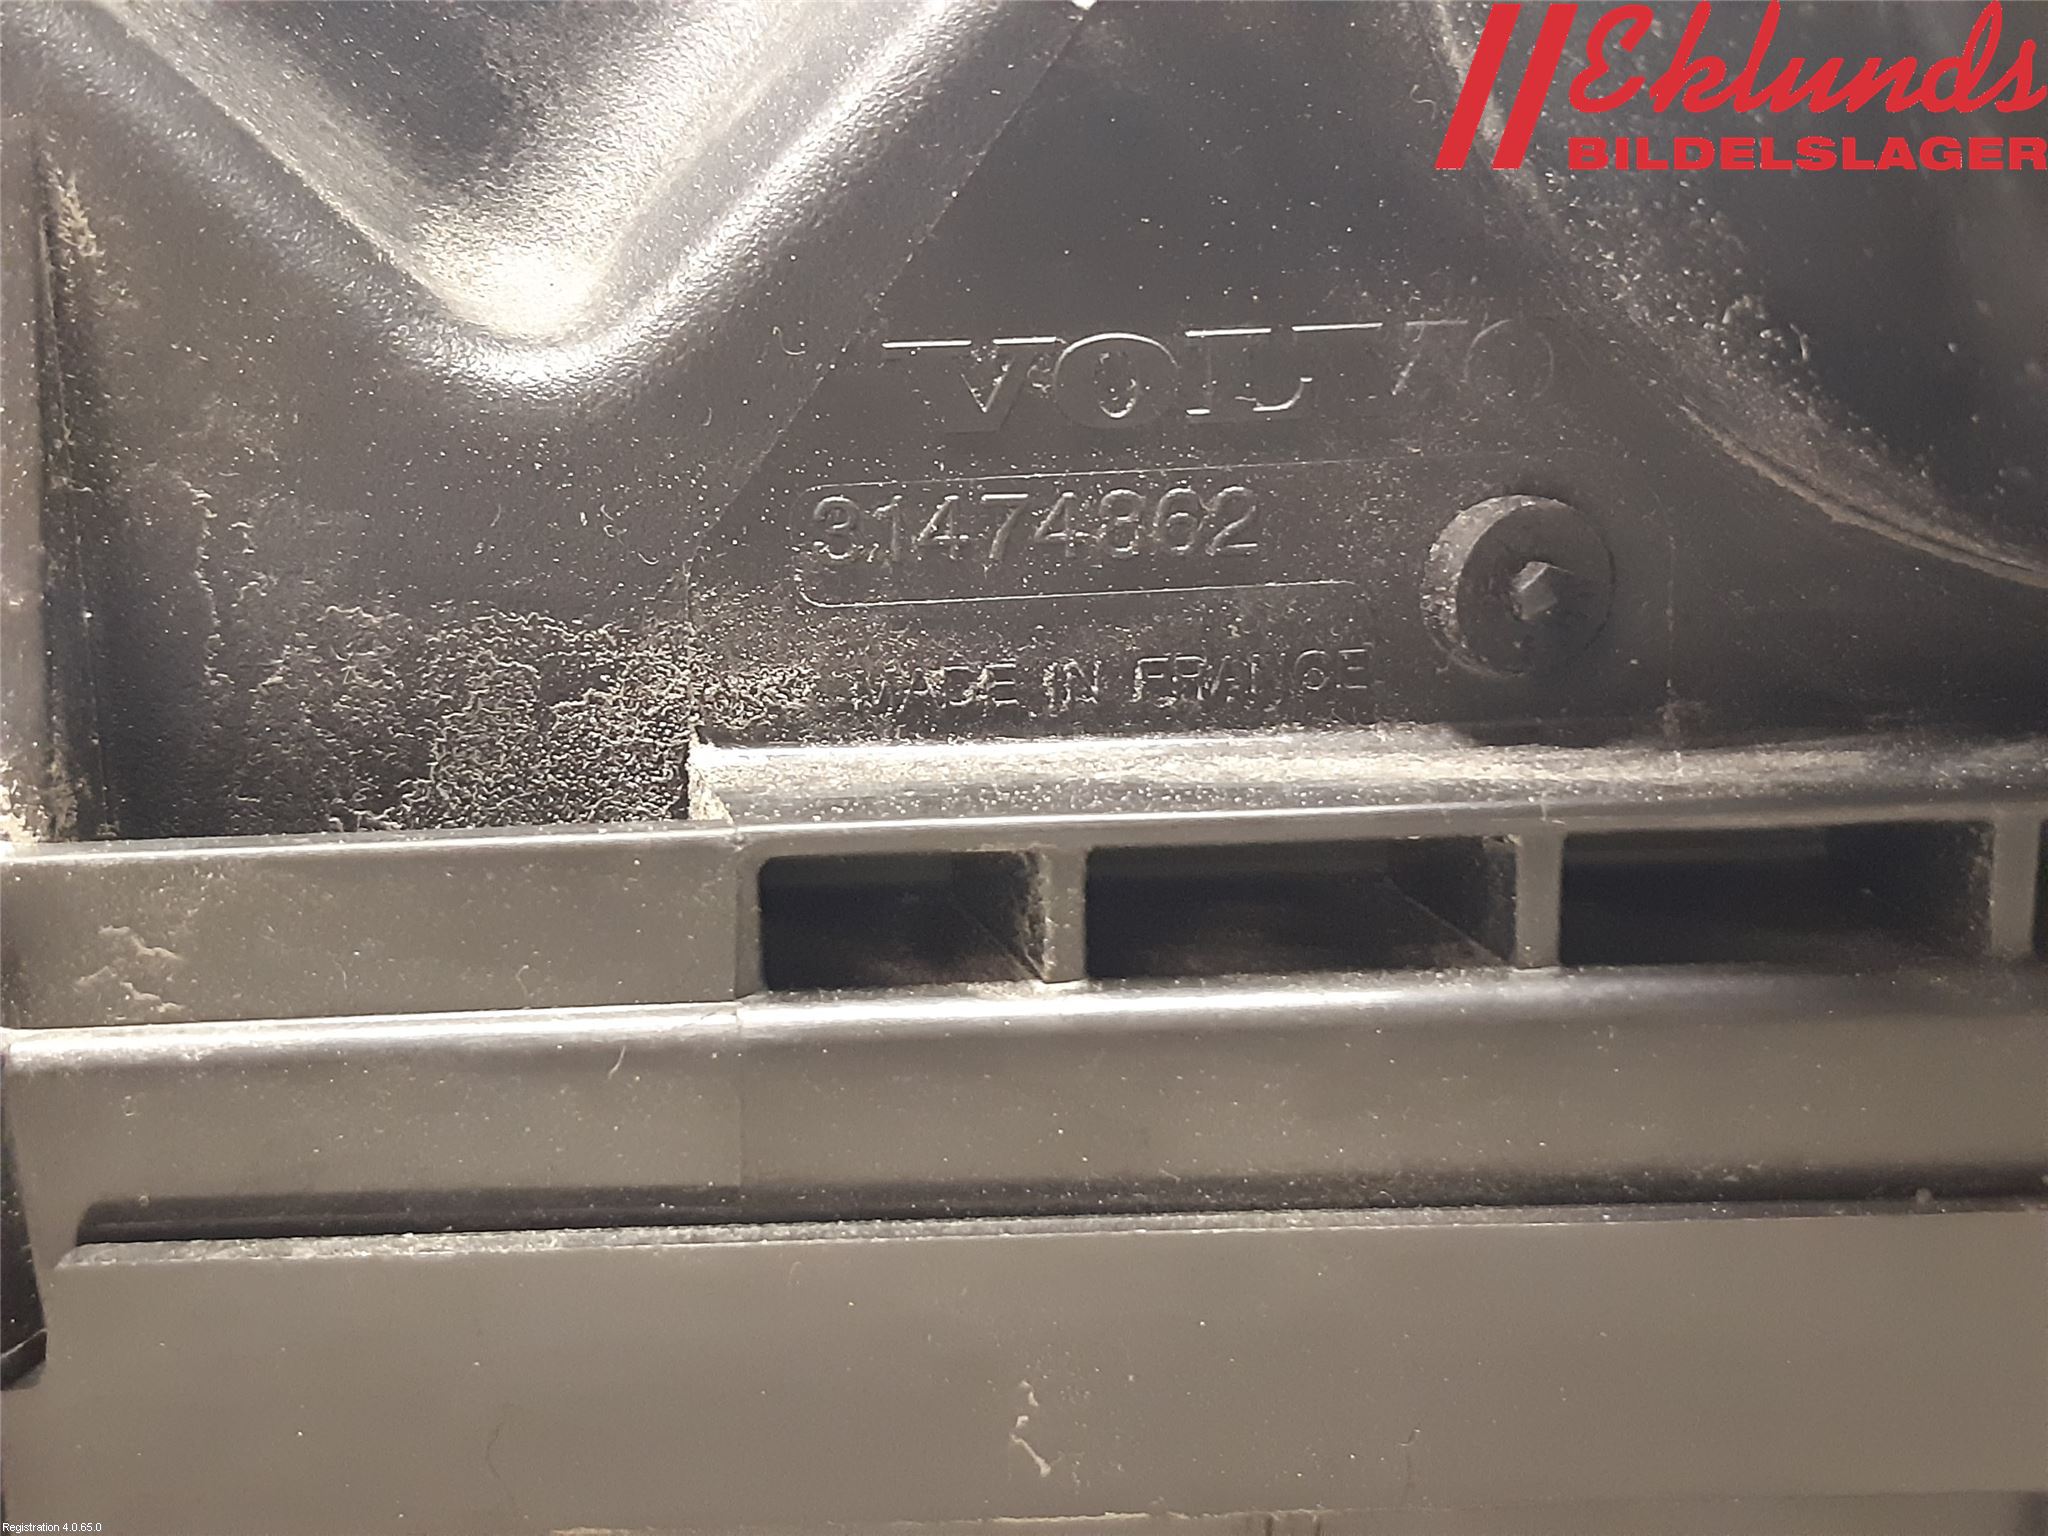 Eklunds
BILDELSLAGER
VOLVO
31474862
MADE IN FRANCE
Registration 4.0.65.0